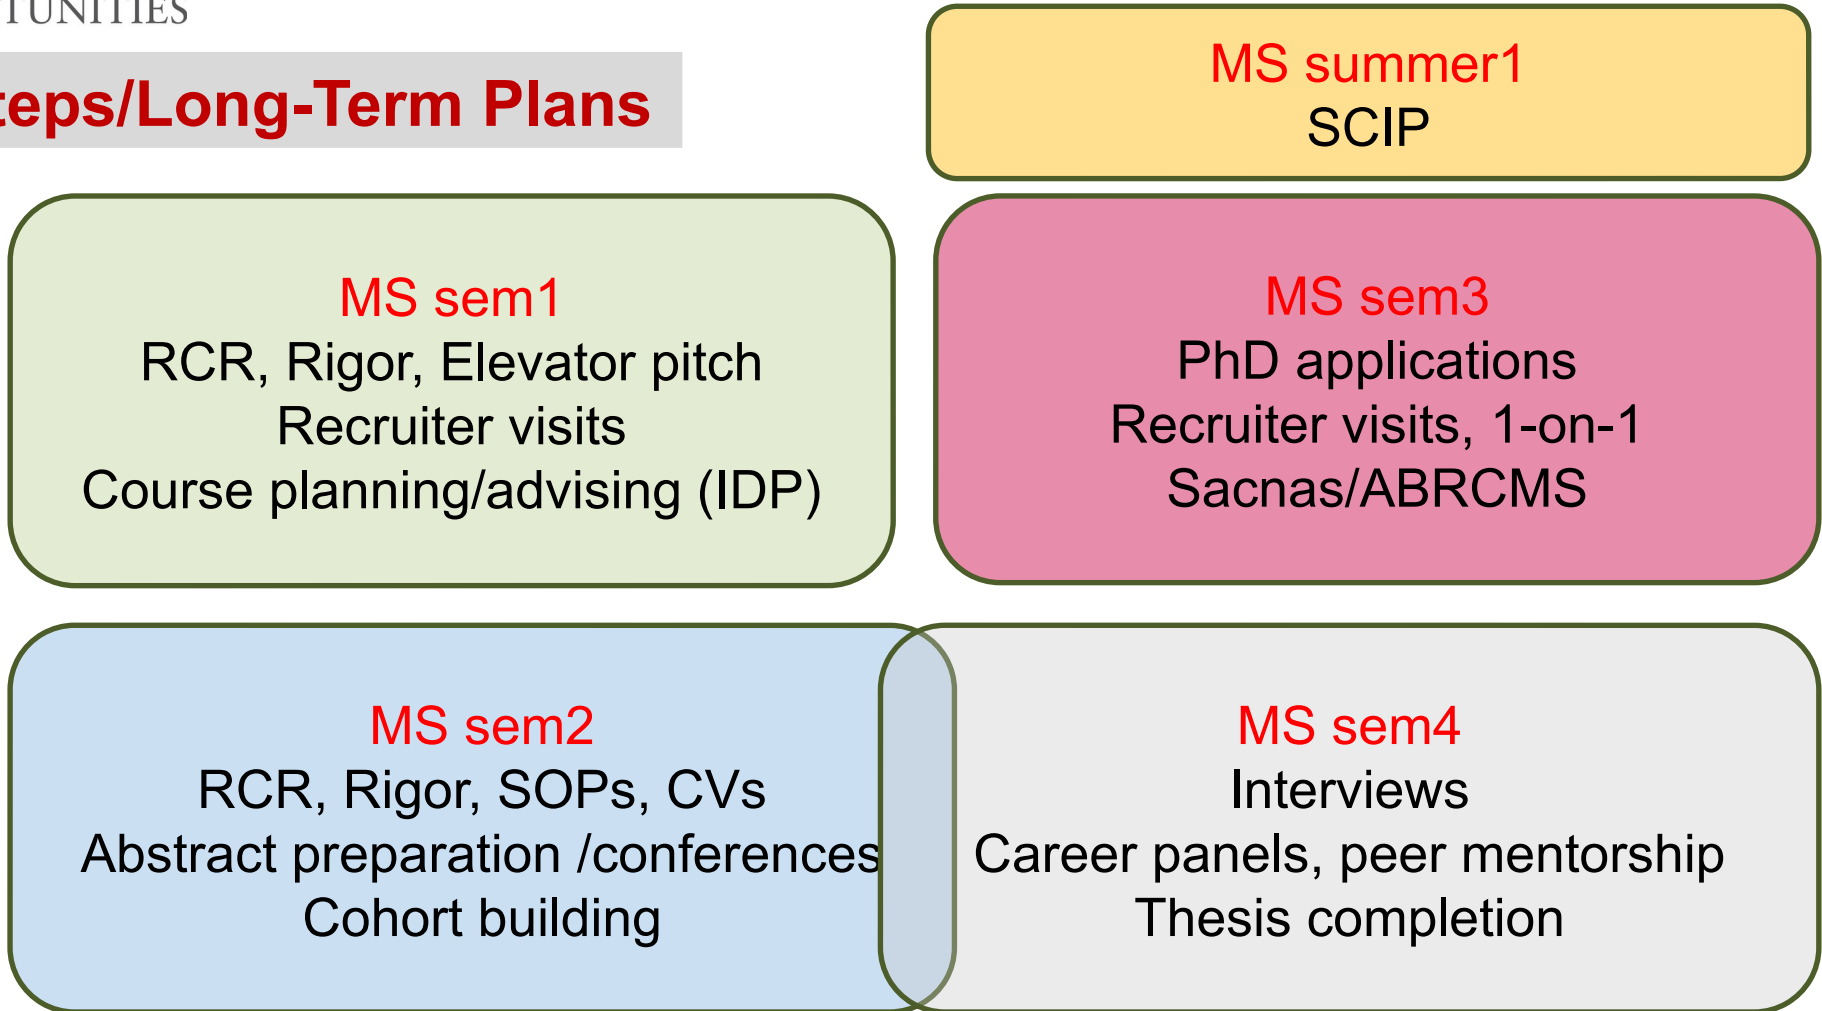 TUNITIES
teps/Long-Term Plans
MS summer1
SCIP
MS sem1
RCR, Rigor, Elevator pitch
Recruiter visits
Course planning/advising (IDP)
MS sem3
PhD applications
Recruiter visits, 1-on-1
Sacnas/ABRCMS
MS sem2
RCR, Rigor, SOPs, CVs
Abstract preparation /conferences
Cohort building
MS sem4
Interviews
Career panels, peer mentorship
Thesis completion